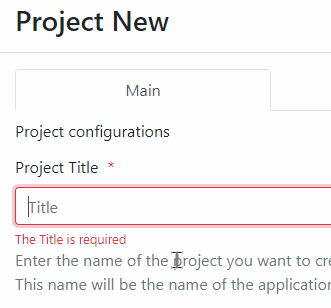 Project New
Main
Project configurations
Project Title *
Title
The Title is required
Enter the name of the project you want to cre
This name will be the name of the application